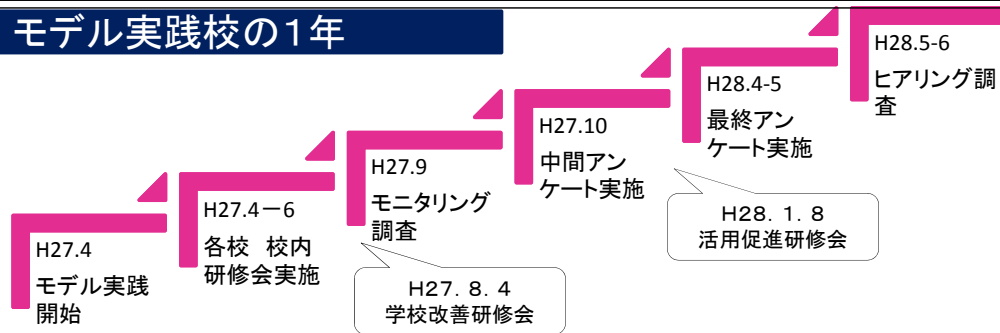 モデル実践校の1年
H27.4
モデル実践
開始
H27.4－6
各校 校内
研修会実施
H27.9
モニタリング
調査
H27.8.4
学校改善研修会
H27.10
中間アン
ケート実施
H28.1.8
活用促進研修会
H28.4-5
最終アン
ケート実施
H28.5-6
ヒアリング調
査